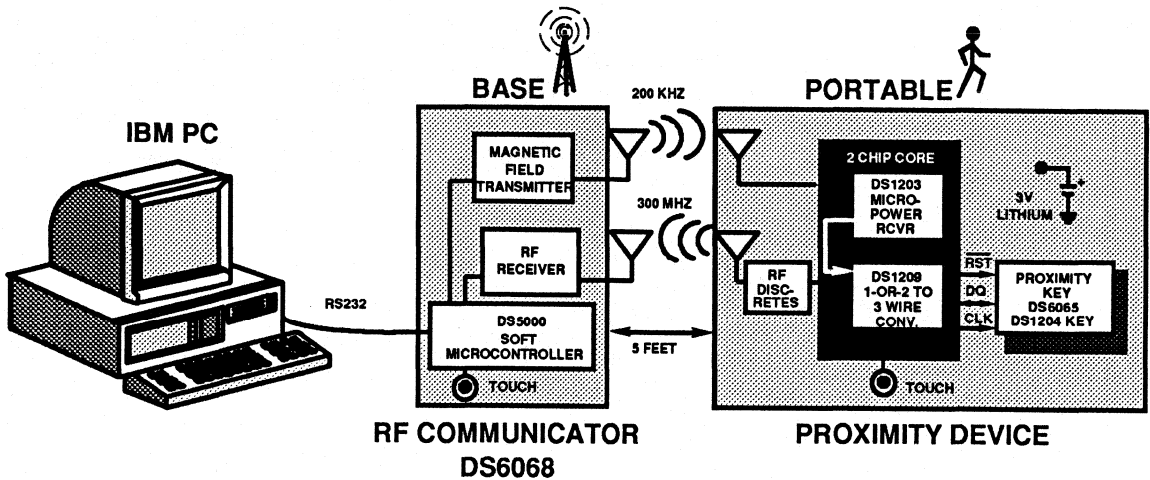 IBM PC
RS232
BASE
MAGNETIC
FIELD
TRANSMITTER
RF
RECEIVER
DS5000
SOFT
MICROCONTROLLER
TOUCH
RF COMMUNICATOR
DS6068
200 KHZ
300 MHZ
5 FEET
PORTABLE
2 CHIP CORE
DS1203
MICRO-
POWER
RCVR
DS1209
1-OR-2 TO
3 WIRE
CONV.
RF
DISC-
RETES
+
3V
LITHIUM
RST
DQ
CLK
PROXIMITY
KEY
DS6065
DS1204 KEY
TOUCH
PROXIMITY DEVICE